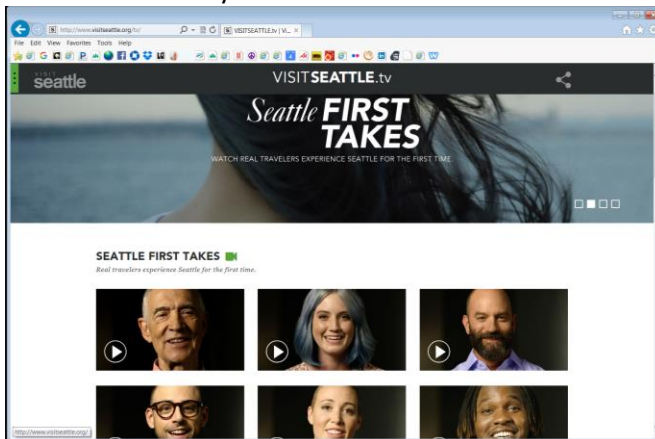 http://www.visitseattle.org/tv/
VISITSEATTLE.tv | Vi...
File Edit View Favorites Tools Help
VISIT
seattle
VISITSEATTLE.tv
Seattle FIRST
TAKES
WATCH REAL TRAVELERS EXPERIENCE SEATTLE FOR THE FIRST TIME
SEATTLE FIRST TAKES
Real travelers experience Seattle for the first time.
http://www.visitseattle.org/